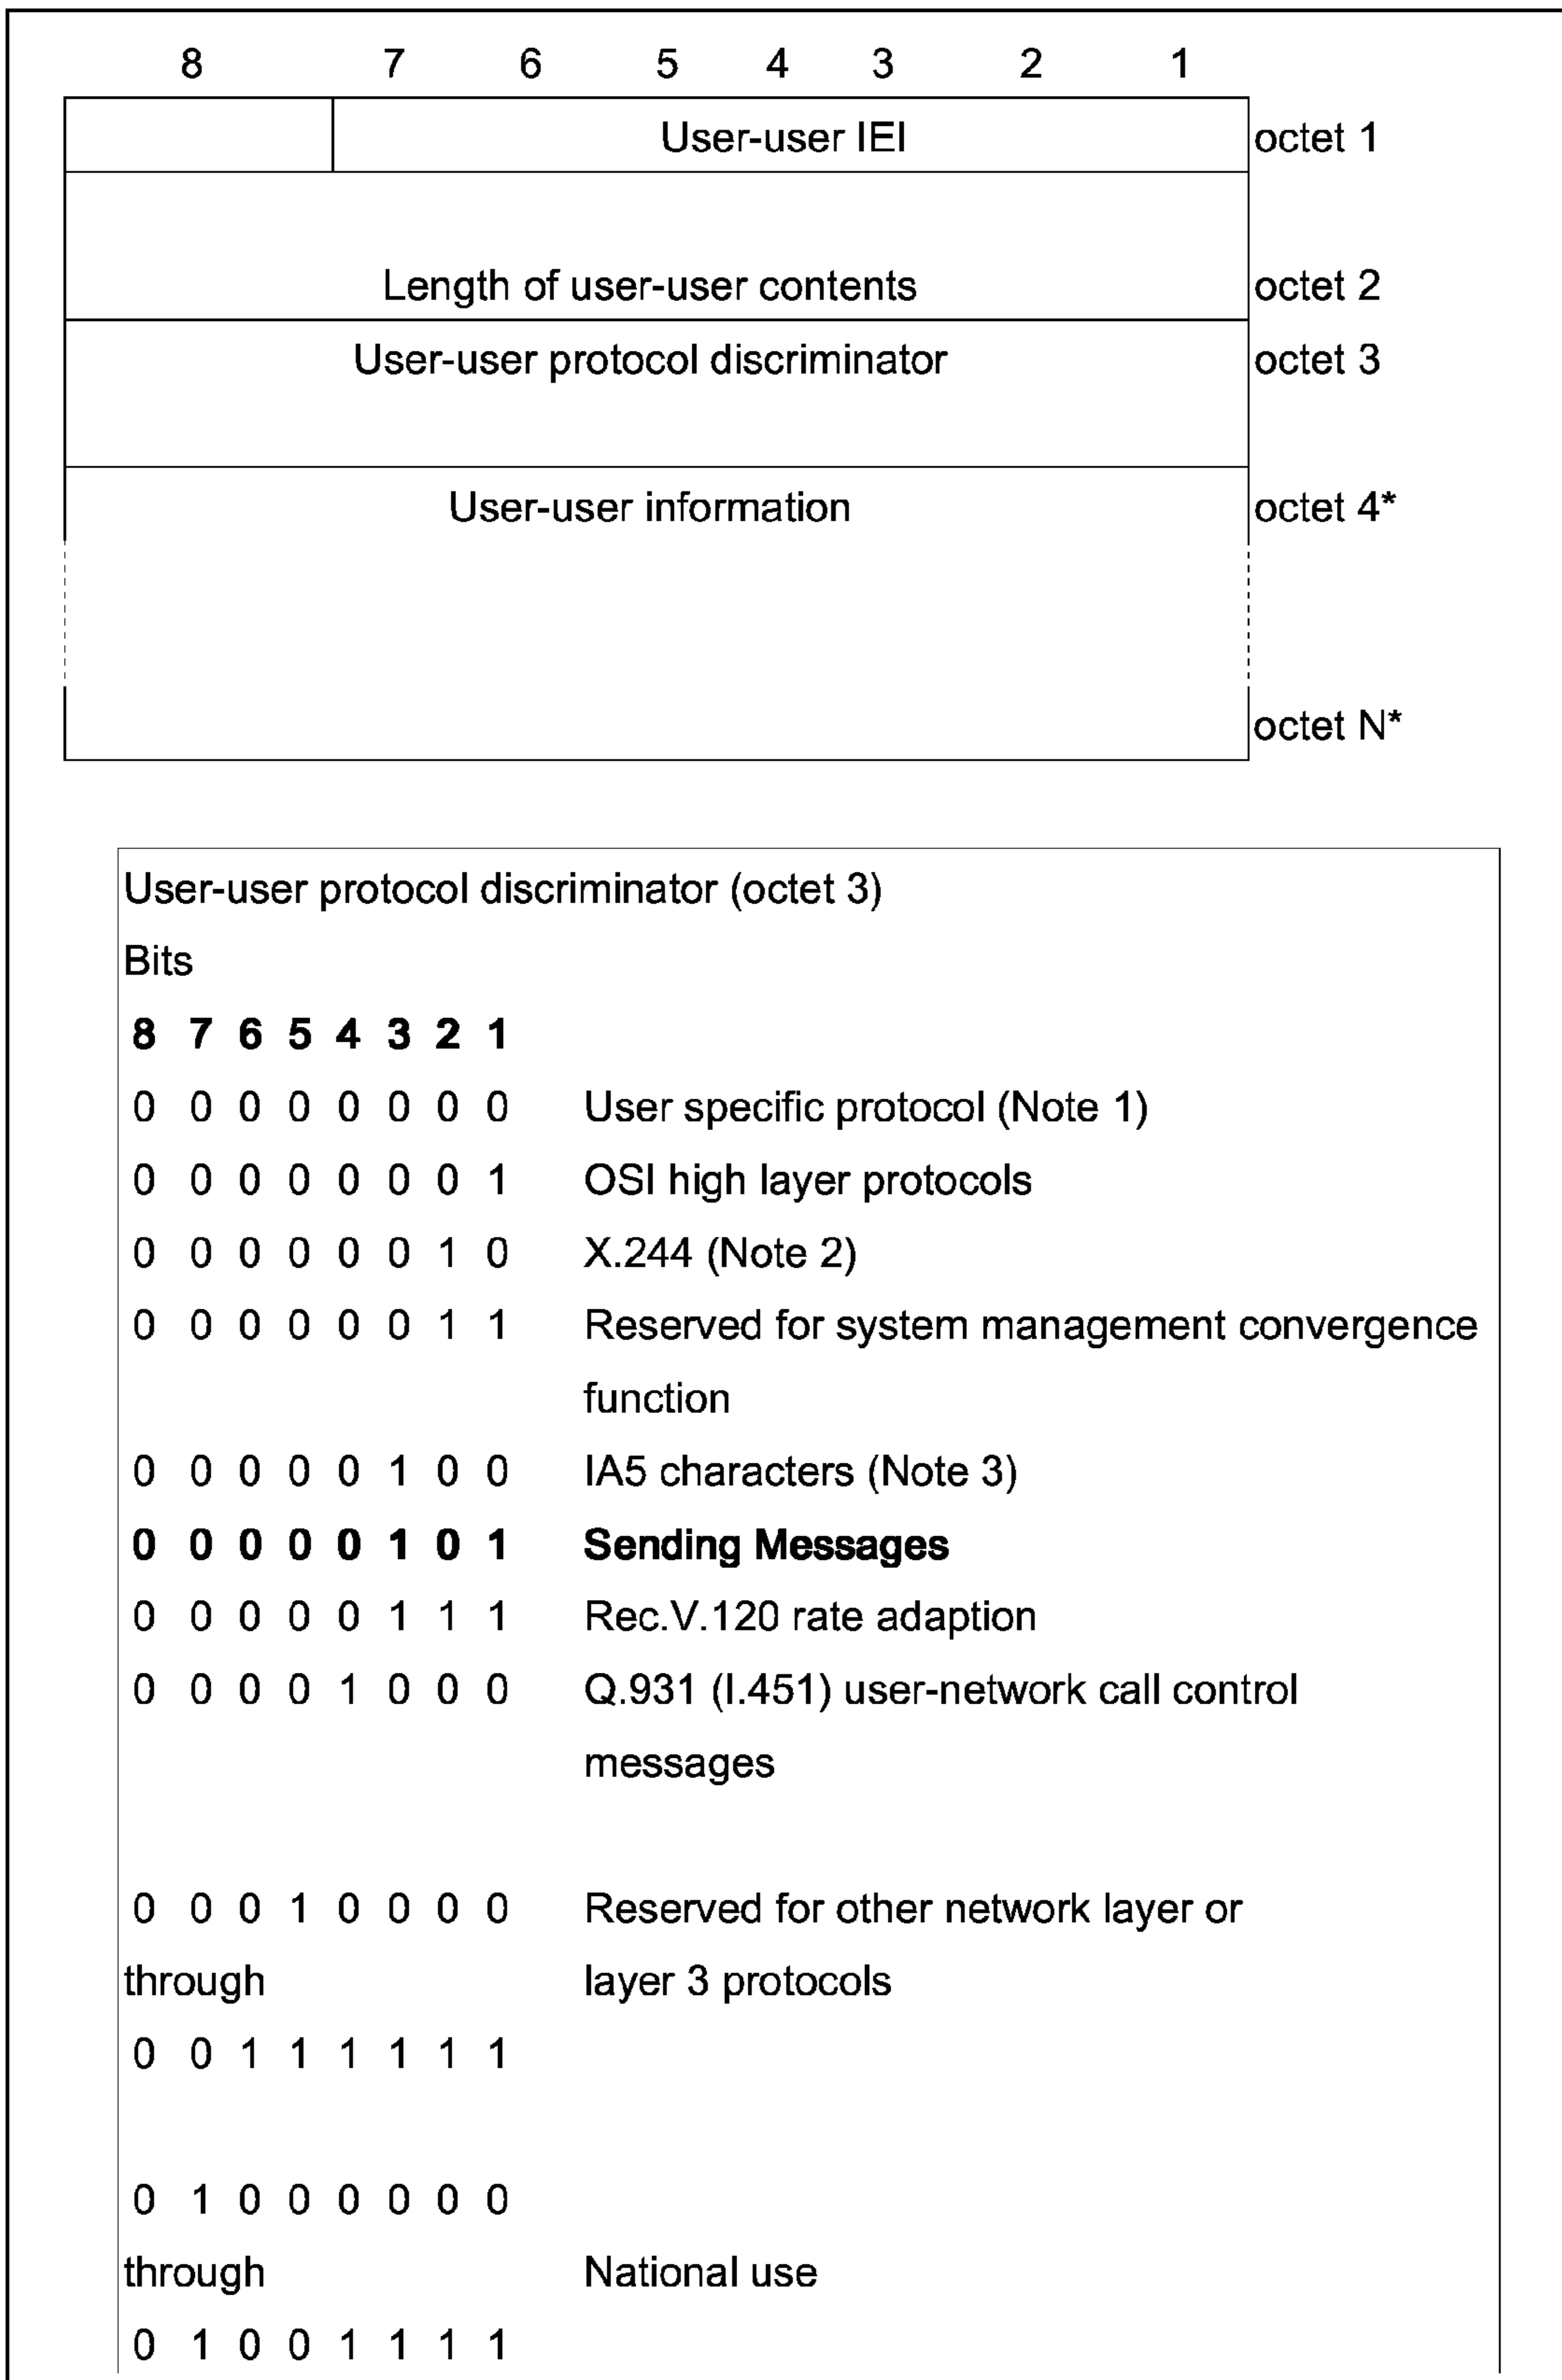 8 7 6 5 4 3 2 1
User-user IEI octet 1
Length of user-user contents octet 2
User-user protocol discriminator octet 3
User-user information octet 4*
octet N*
User-user protocol discriminator (octet 3)
Bits
8 7 6 5 4 3 2 1
0 0 0 0 0 0 0 0 User specific protocol (Note 1)
0 0 0 0 0 0 0 1 OSI high layer protocols
0 0 0 0 0 0 1 0 X.244 (Note 2)
0 0 0 0 0 0 1 1 Reserved for system management convergence
function
0 0 0 0 0 1 0 0 IA5 characters (Note 3)
0 0 0 0 0 1 0 1 Sending Messages
0 0 0 0 0 1 1 1 Rec.V.120 rate adaption
0 0 0 0 1 0 0 0 Q.931 (I.451) user-network call control
messages
0 0 0 1 0 0 0 0 Reserved for other network layer or
through layer 3 protocols
0 0 1 1 1 1 1 1
0 1 0 0 0 0 0 0
through National use
0 1 0 0 1 1 1 1